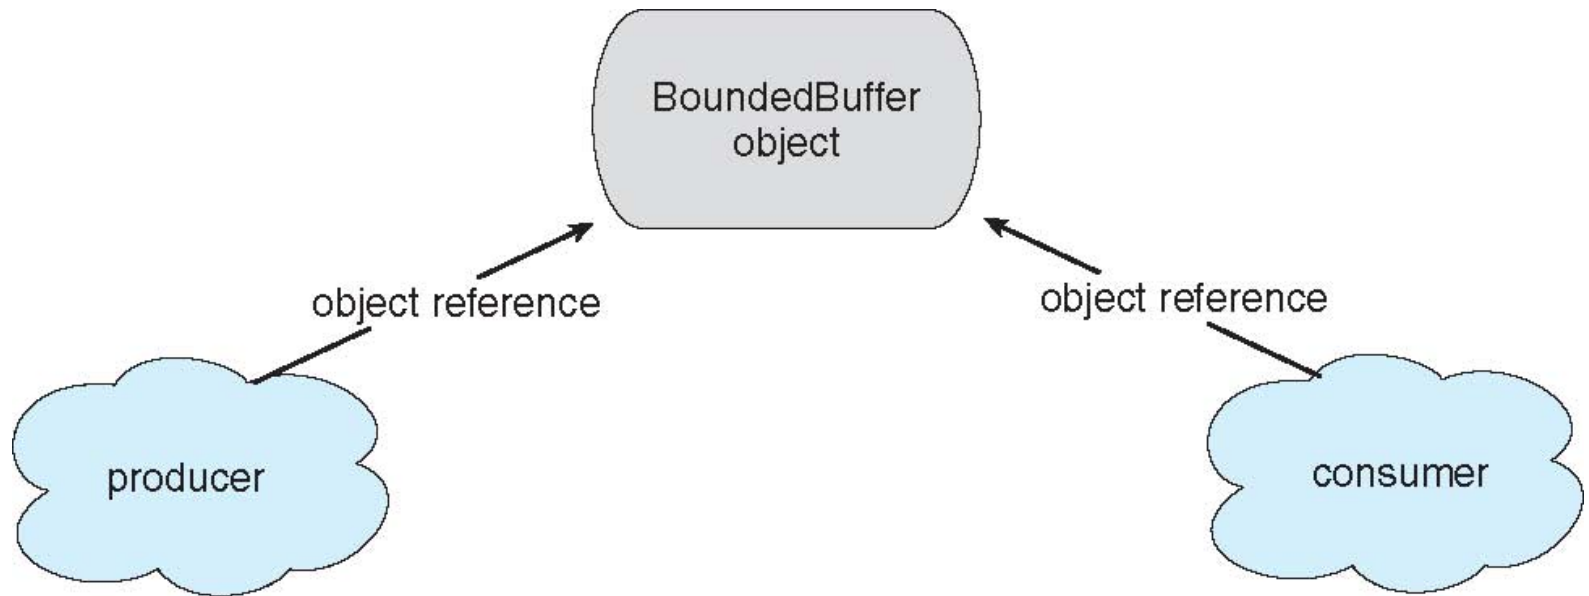 BoundedBuffer
object
object reference
object reference
producer
consumer